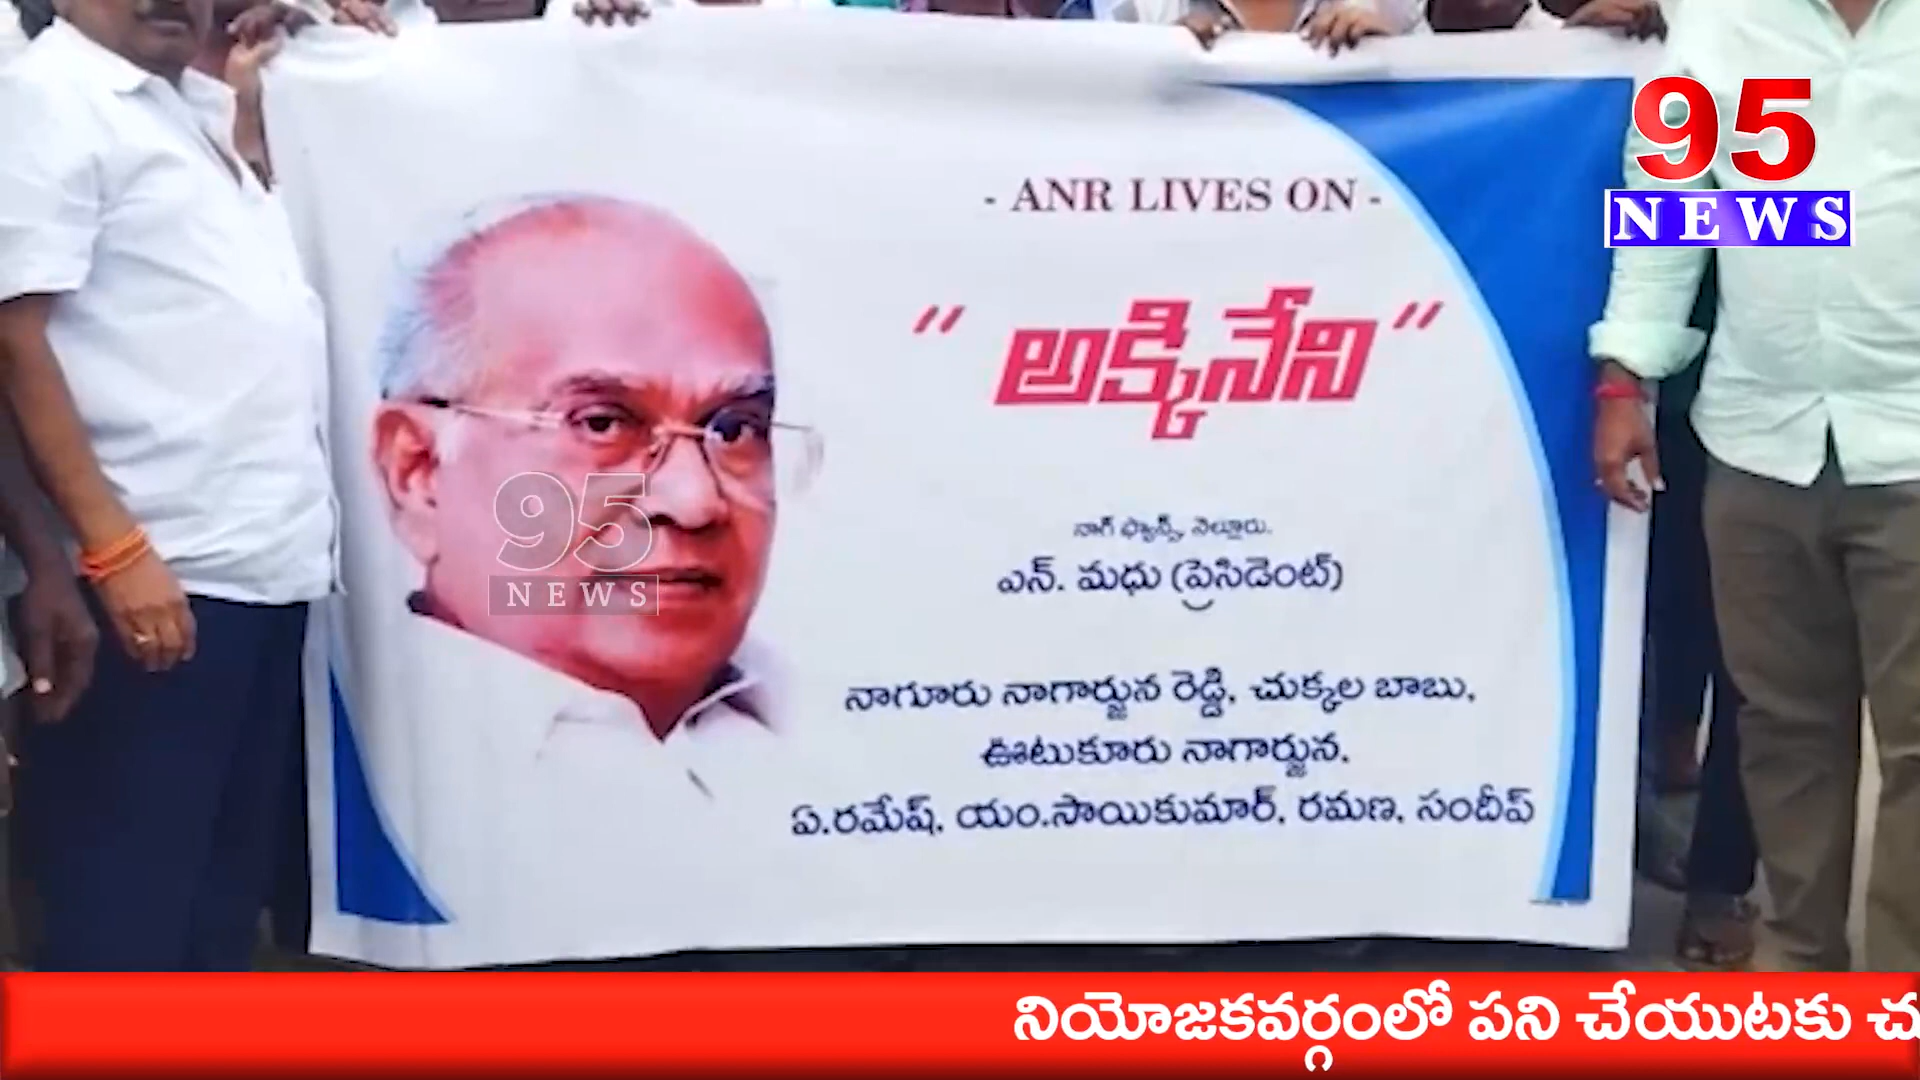 - ANR LIVES ON -
" అక్కినేని "
నాగ్ ఫ్యాన్స్, నెల్లూరు.
ఎన్. మధు (ప్రెసిడెంట్)
నాగూరు నాగార్జున రెడ్డి, చుక్కల బాబు,
ఊటుకూరు నాగార్జున.
ఏ.రమేష్, యం.సాయికుమార్, రమణ, సందీప్
95
NEWS
95
NEWS
నియోజకవర్గంలో పని చేయుటకు